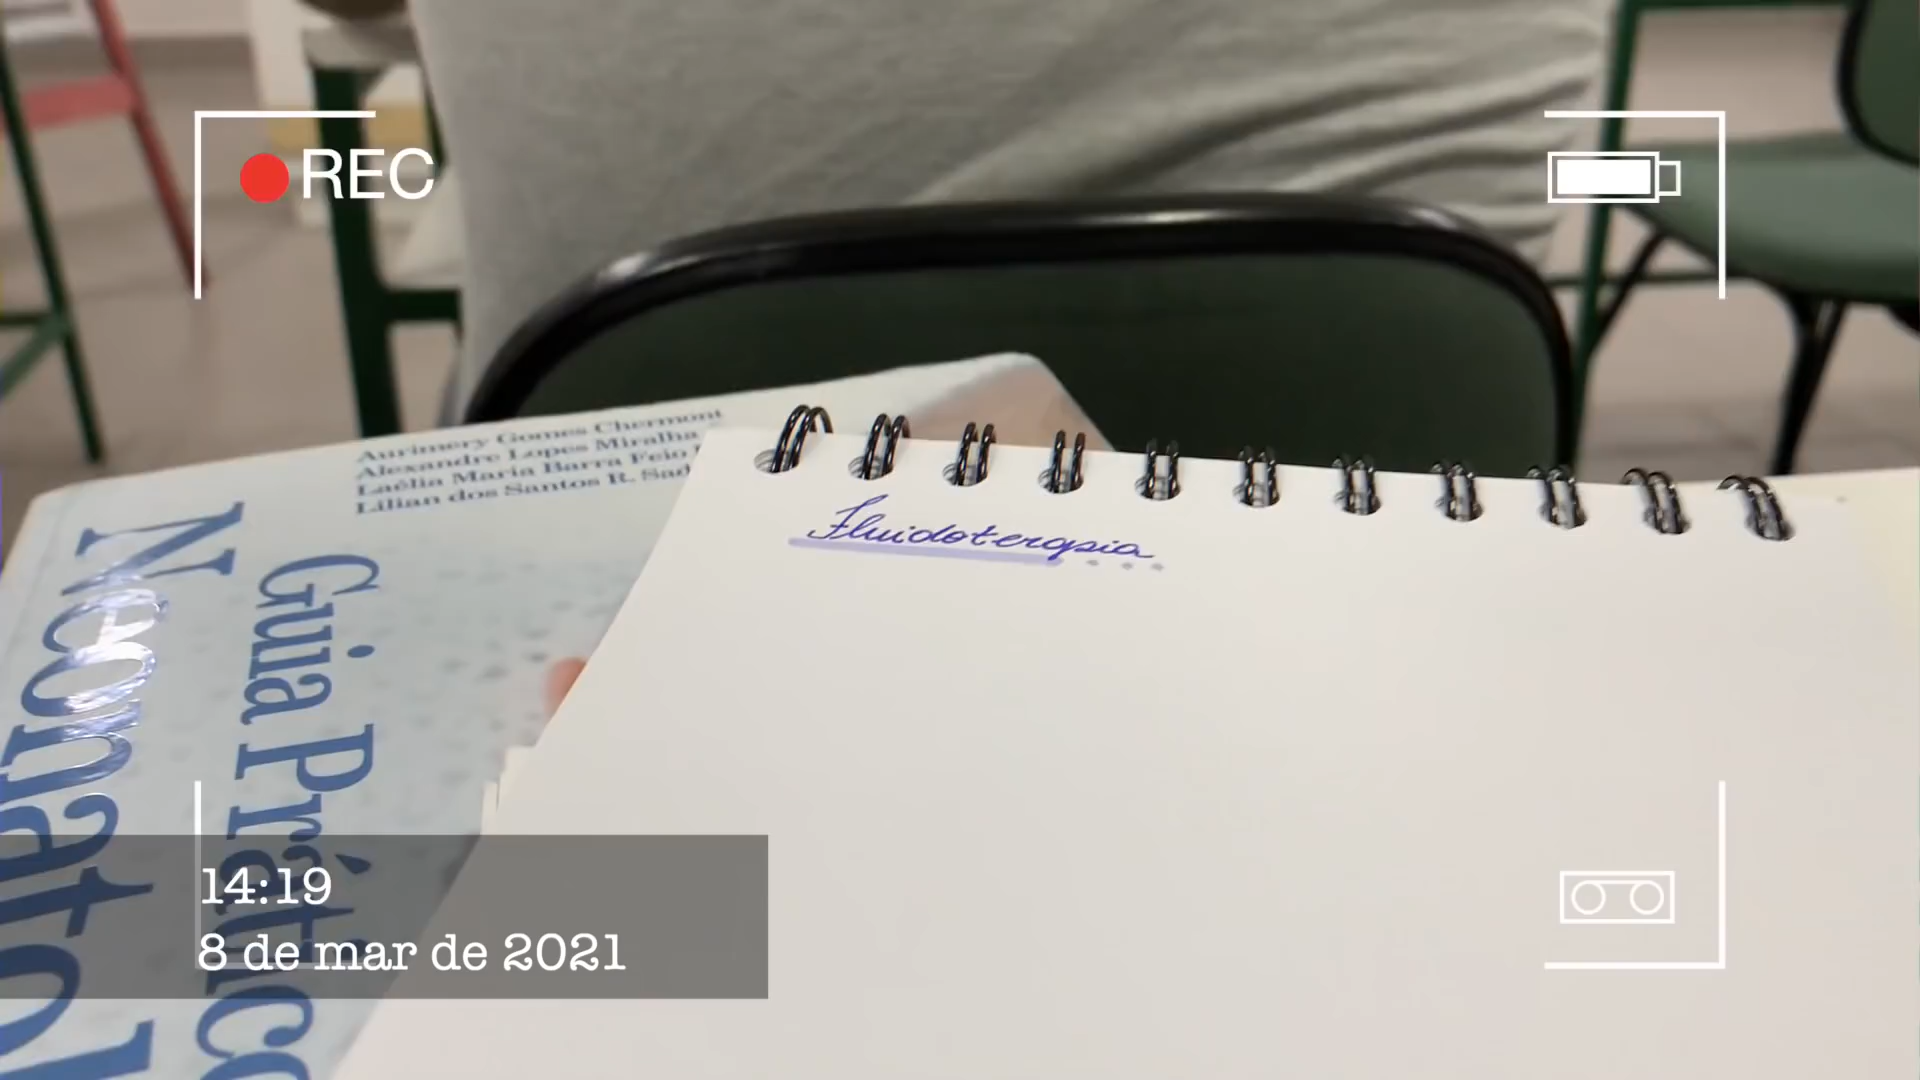 REC
Aurimery Gomes Chermont
Alexandre Lopes Miralha
Laélia Maria Barra Feio
Lilian dos Santos R.
Guia Prático
Fluidoterapia
14:19
8 de mar de 2021